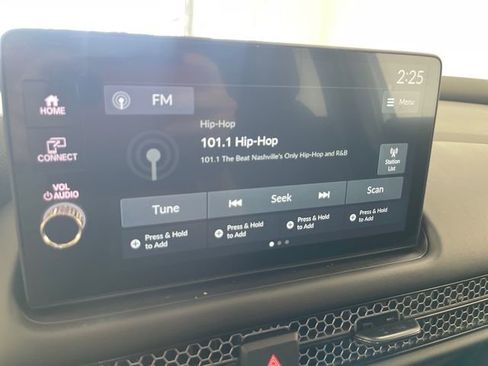 2:25
HOME
FM
Menu
Hip-Hop
101.1 Hip-Hop
101.1 The Beat Nashville's Only Hip-Hop and R&B
CONNECT
Station
List
VOL
AUDIO
Tune
Seek
Scan
Press & Hold
to Add
Press & Hold
to Add
Press & Hold
to Add
Press & Hold
to Add